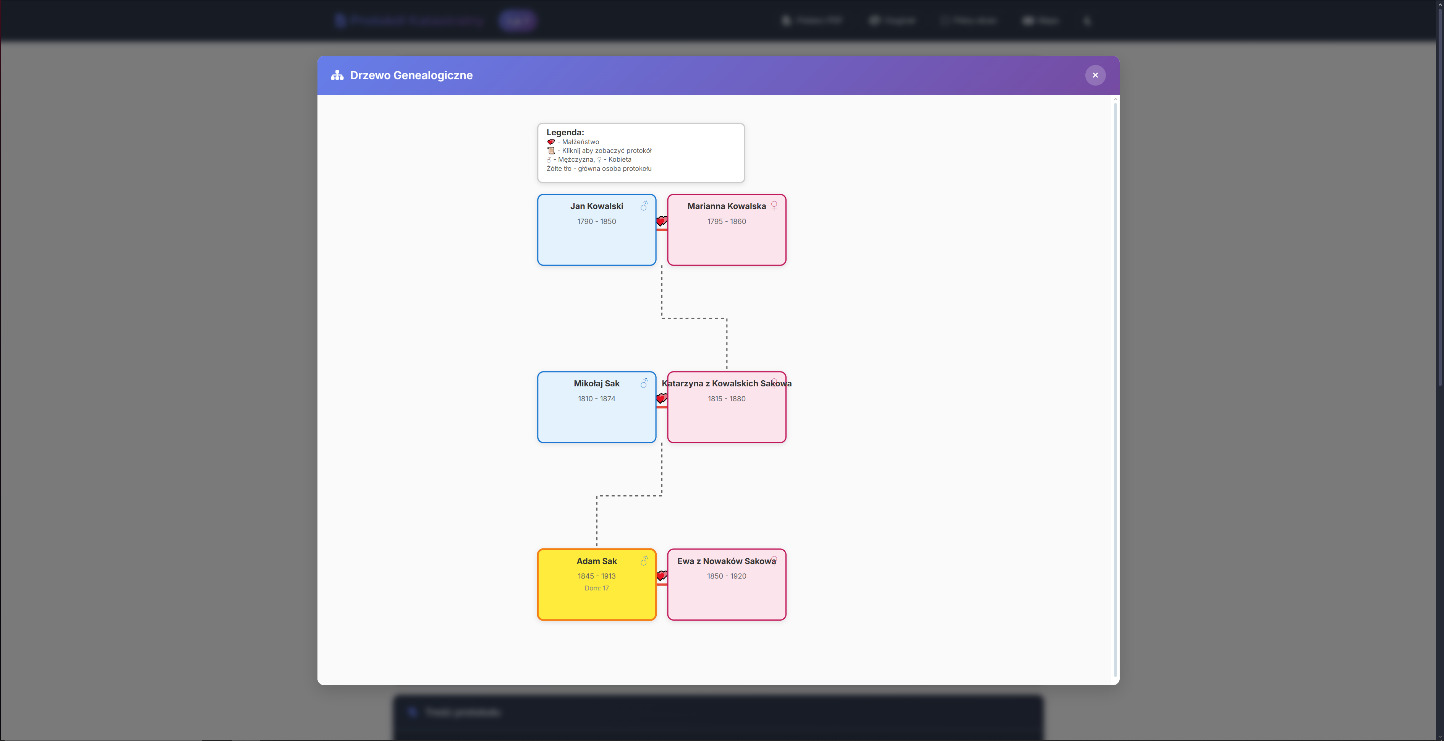 Drzewo Genealogiczne
Legenda:
- Małżeństwo
- Kliknij aby zobaczyć protokół
♂ - Mężczyzna, ♀ - Kobieta
Żółte tło - główna osoba protokołu
Jan Kowalski ♂
1790 - 1850
Marianna Kowalska ♀
1795 - 1860
Mikołaj Sak ♂
1810 - 1874
Katarzyna z Kowalskich Sakowa ♀
1815 - 1880
Adam Sak ♂
1845 - 1913
Dom: 17
Ewa z Nowaków Sakowa ♀
1850 - 1920